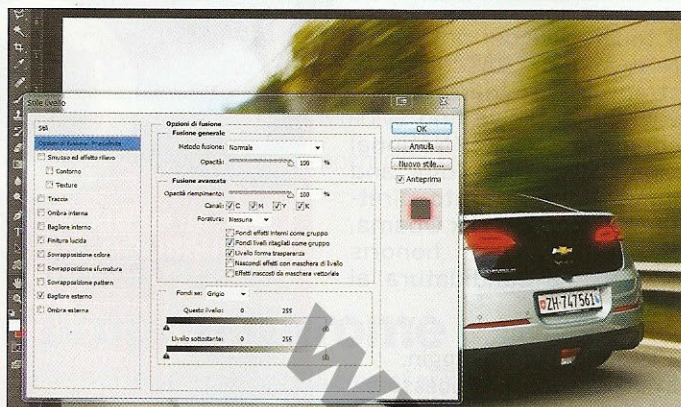 Stile livello
Stili
Opzioni di fusione: Predefinita
Smusso ed effetto rilievo
Contorno
Texture
Traccia
Ombra interna
Bagliore interno
Finitura lucida
Sovrapposizione colore
Sovrapposizione sfumatura
Sovrapposizione pattern
Bagliore esterno
Ombra esterna
Opzioni di fusione
Fusione generale
Metodo fusione: Normale
Opacità: 100 %
Fusione avanzata
Opacità riempimento: 100 %
Canali: C M Y K
Foratura: Nessuna
Fondi effetti interni come gruppo
Fondi livelli ritagliati come gruppo
Livello forma trasparenza
Nascondi effetti con maschera di livello
Effetti nascosti da maschera vettoriale
Fondi se: Grigio
Questo livello: 0 255
Livello sottostante: 0 255
OK
Annulla
Nuovo stile...
Anteprima
ZH·747561
W